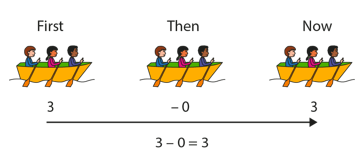 First Then Now
3 – 0 3
3 – 0 = 3